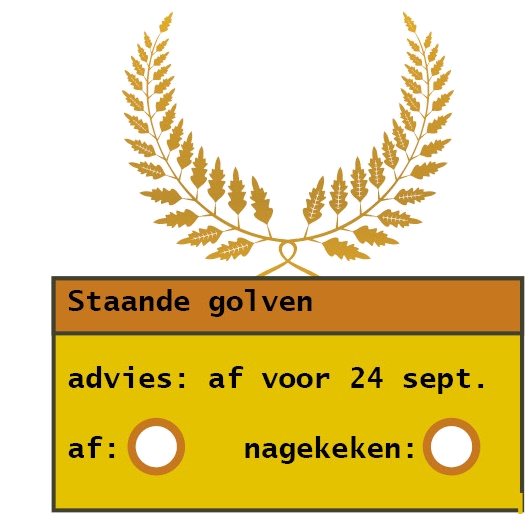 Staande golven
advies: af voor 24 sept.
af: nagekeken: